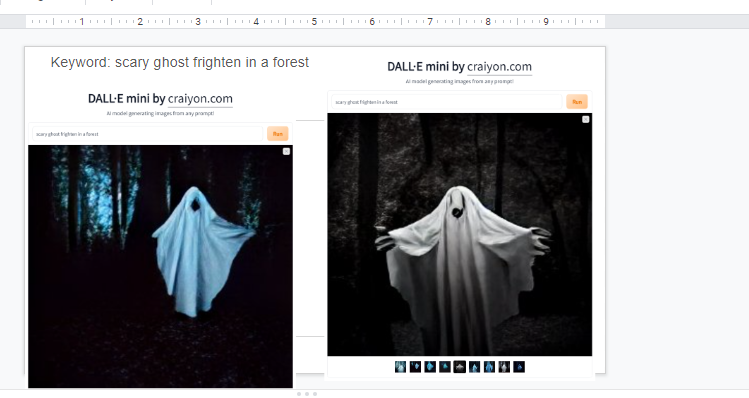 1 2 3 4 5 6 7 8 9
Keyword: scary ghost frighten in a forest
DALL·E mini by craiyon.com
AI model generating images from any prompt!
scary ghost frighten in a forest
Run
DALL·E mini by craiyon.com
AI model generating images from any prompt!
scary ghost frighten in a forest
Run